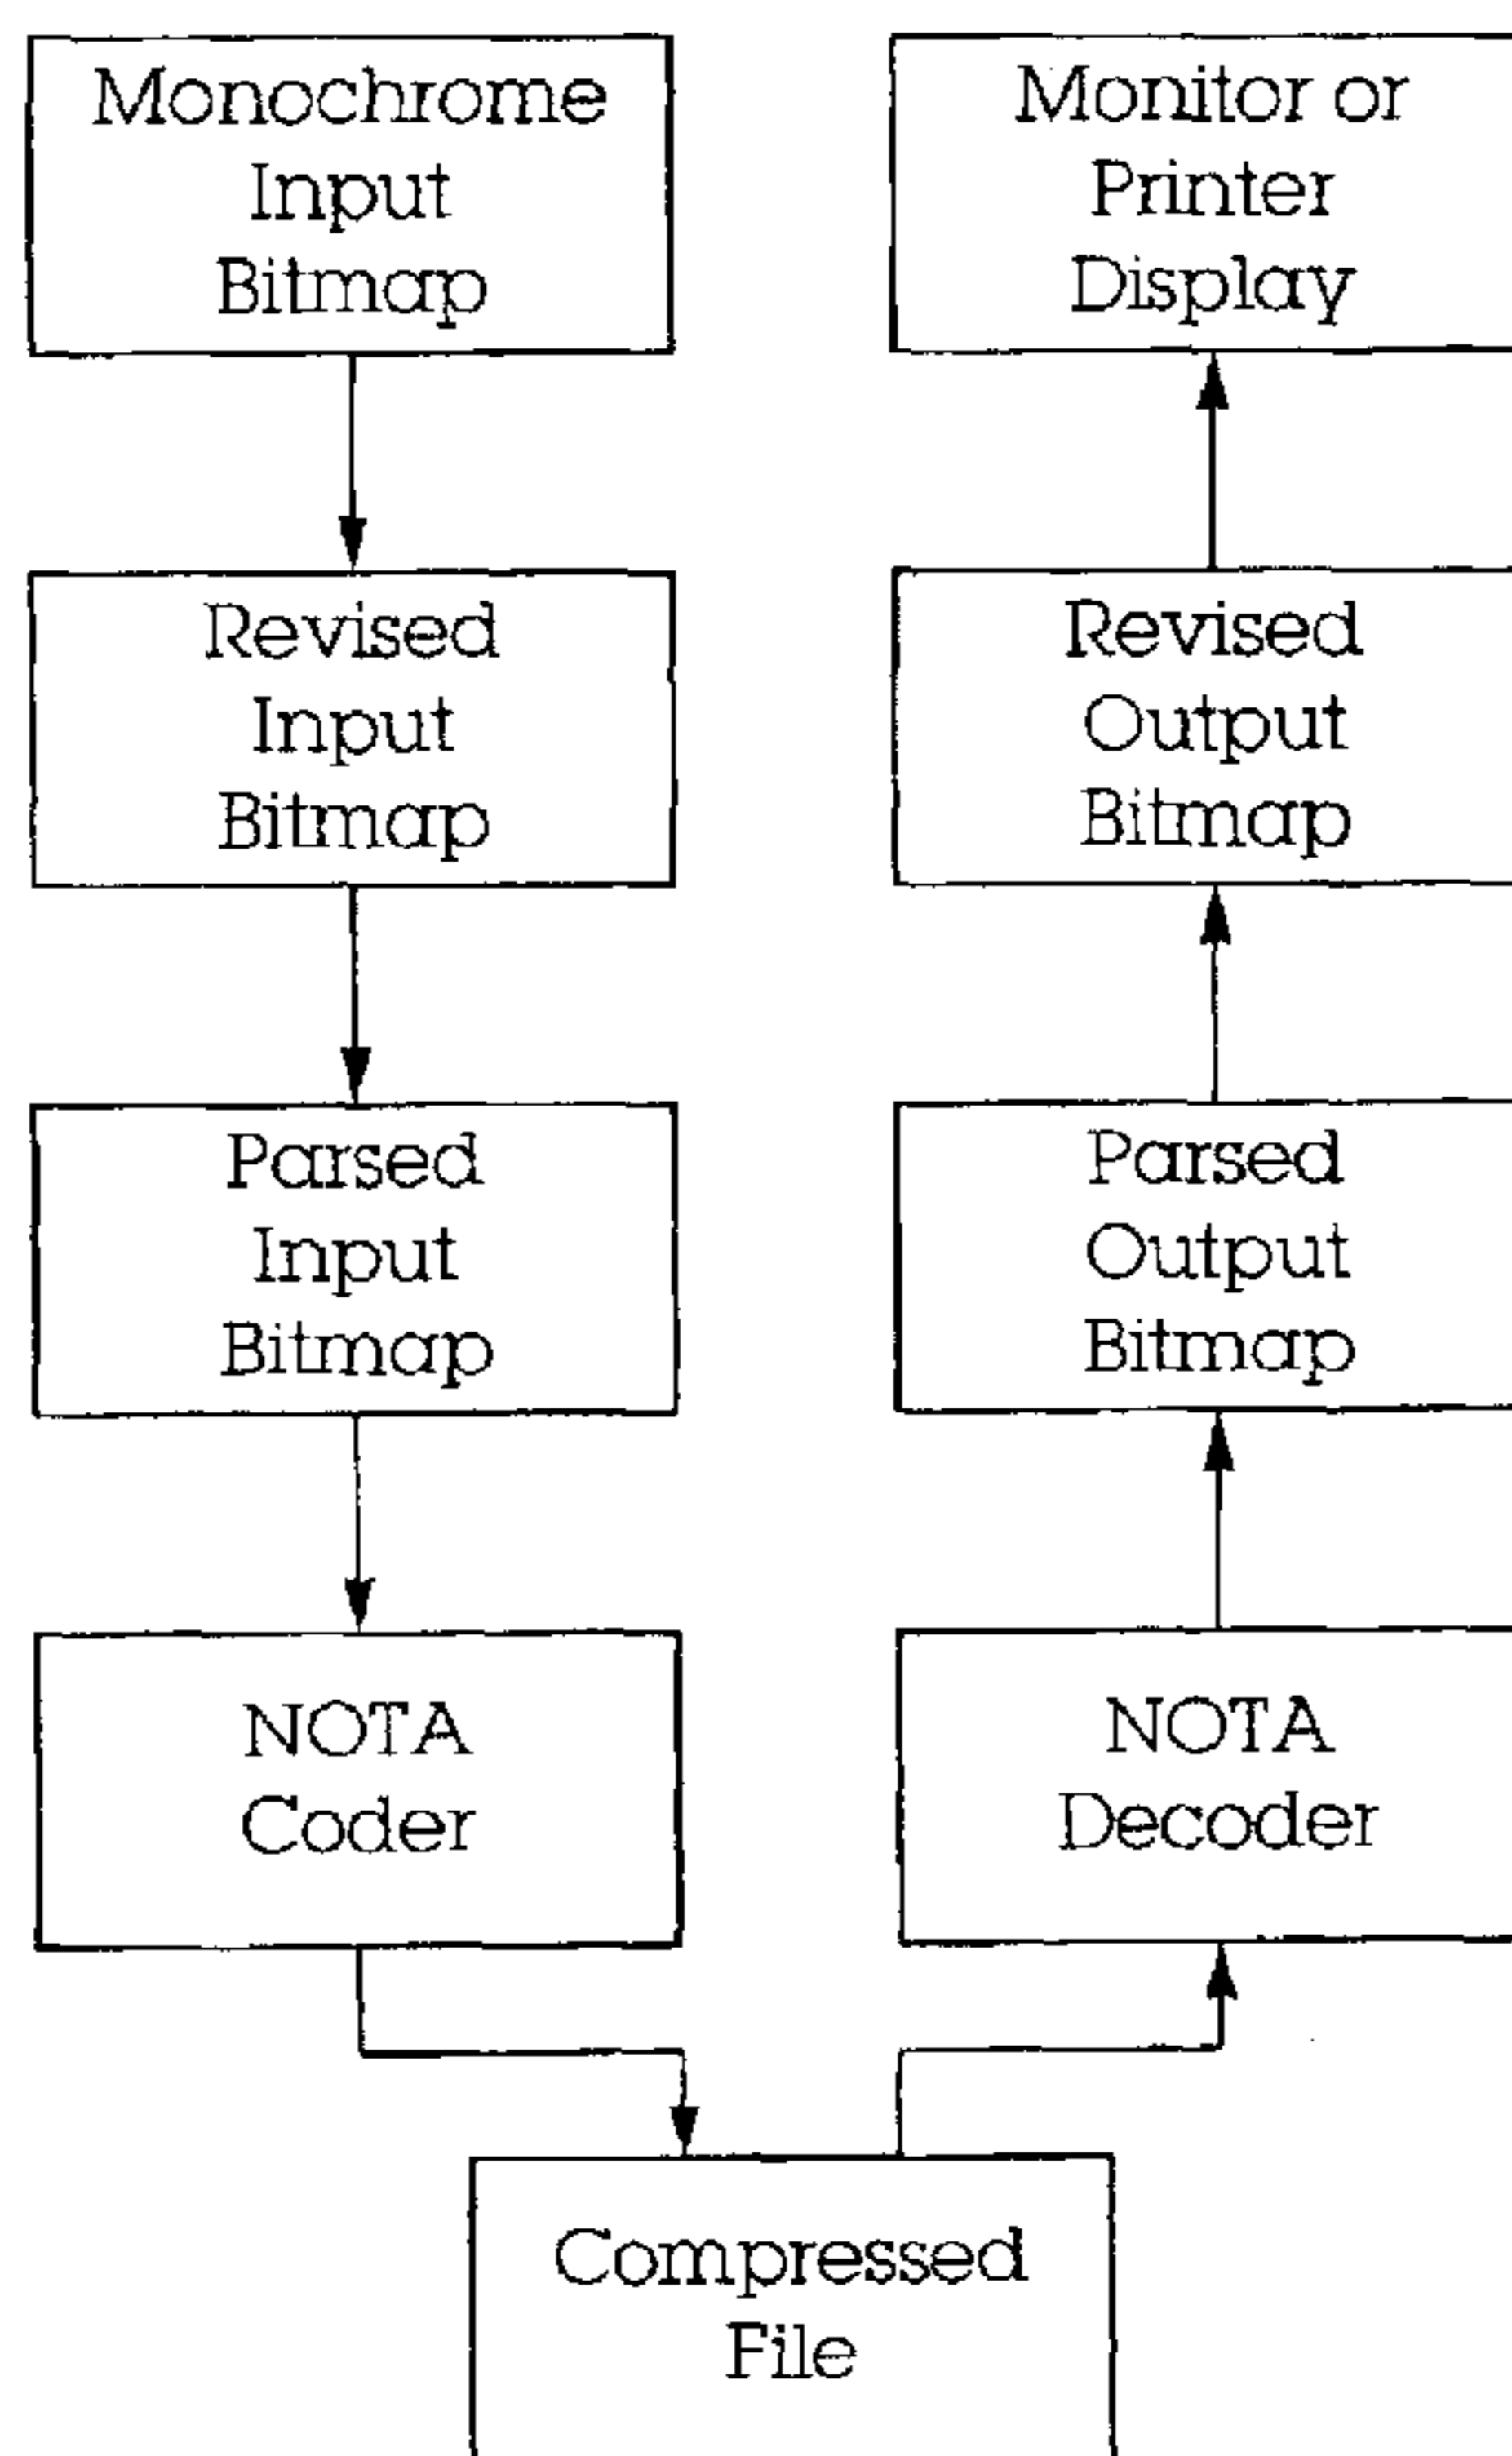 Monochrome
Input
Bitmap
Revised
Input
Bitmap
Parsed
Input
Bitmap
NOTA
Coder
Compressed
File
NOTA
Decoder
Parsed
Output
Bitmap
Revised
Output
Bitmap
Monitor or
Printer
Display